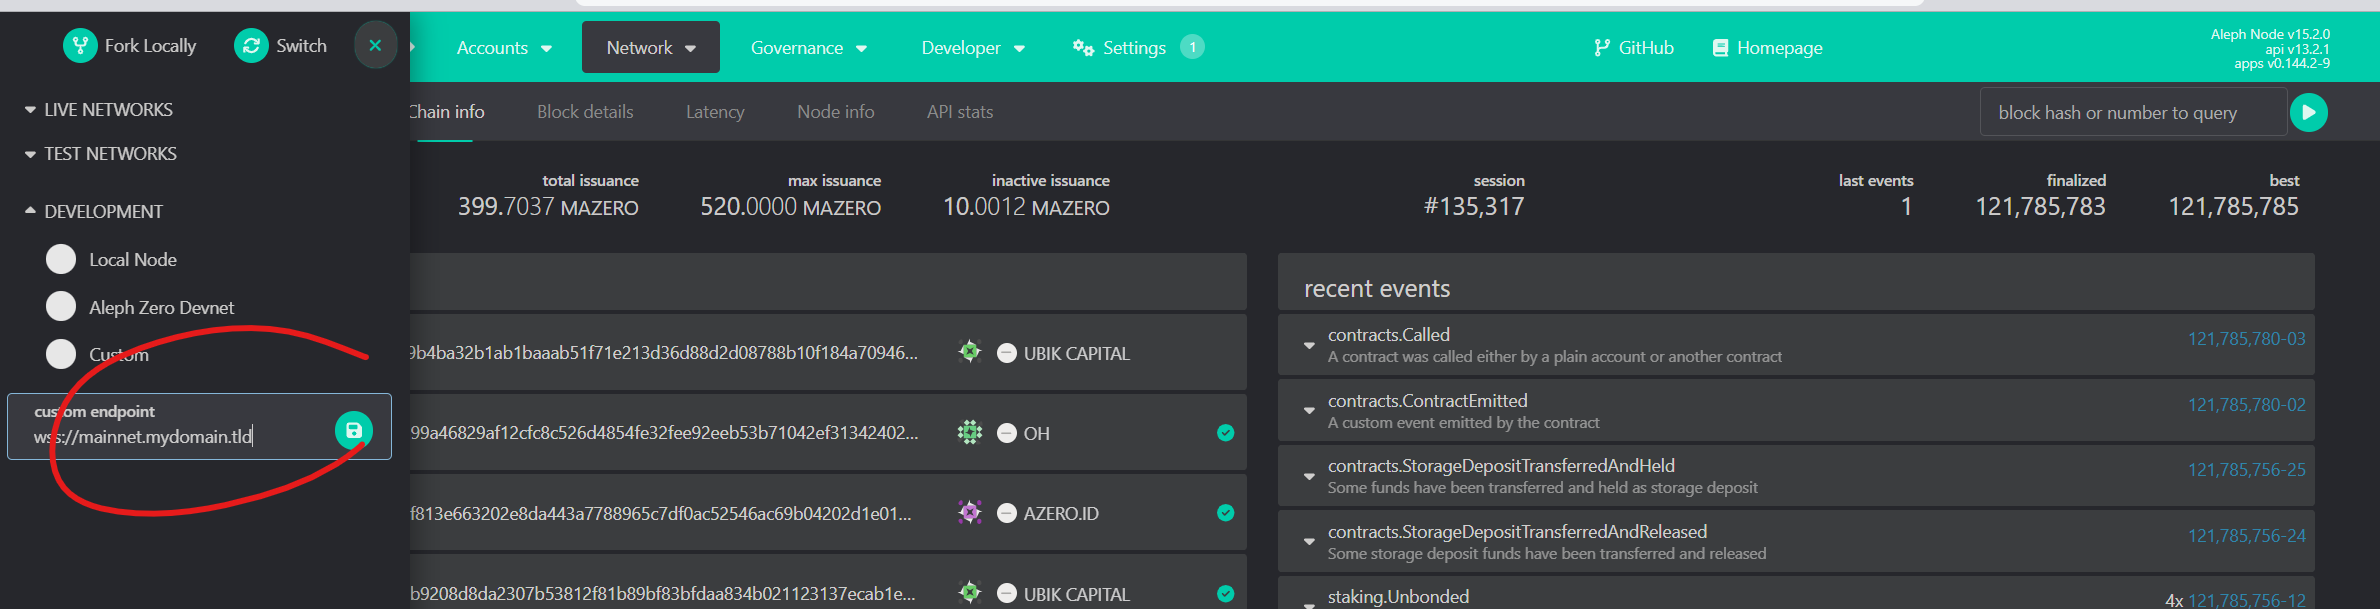 Fork Locally
Switch
Accounts
Network
Governance
Developer
Settings
1
GitHub
Homepage
Aleph Node v15.2.0
api v13.2.1
apps v0.144.2-9
LIVE NETWORKS
TEST NETWORKS
DEVELOPMENT
Local Node
Aleph Zero Devnet
Custom
custom endpoint
wss://mainnet.mydomain.tld
Chain info
Block details
Latency
Node info
API stats
block hash or number to query
total issuance
399.7037 MAZERO
max issuance
520.0000 MAZERO
inactive issuance
10.0012 MAZERO
session
#135,317
last events
1
finalized
121,785,783
best
121,785,785
9b4ba32b1ab1baaab51f71e213d36d88d2d08788b10f184a70946...
UBIK CAPITAL
99a46829af12cfc8c526d4854fe32fee92eeb53b71042ef31342402...
OH
f813e663202e8da443a7788965c7df0ac52546ac69b04202d1e01...
AZERO.ID
b9208d8da2307b53812f81b89bf83bfdaa834b021123137ecab1e...
UBIK CAPITAL
recent events
contracts.Called
A contract was called either by a plain account or another contract
121,785,780-03
contracts.ContractEmitted
A custom event emitted by the contract
121,785,780-02
contracts.StorageDepositTransferredAndHeld
Some funds have been transferred and held as storage deposit
121,785,756-25
contracts.StorageDepositTransferredAndReleased
Some storage deposit funds have been transferred and released
121,785,756-24
staking.Unbonded
4x 121,785,756-12